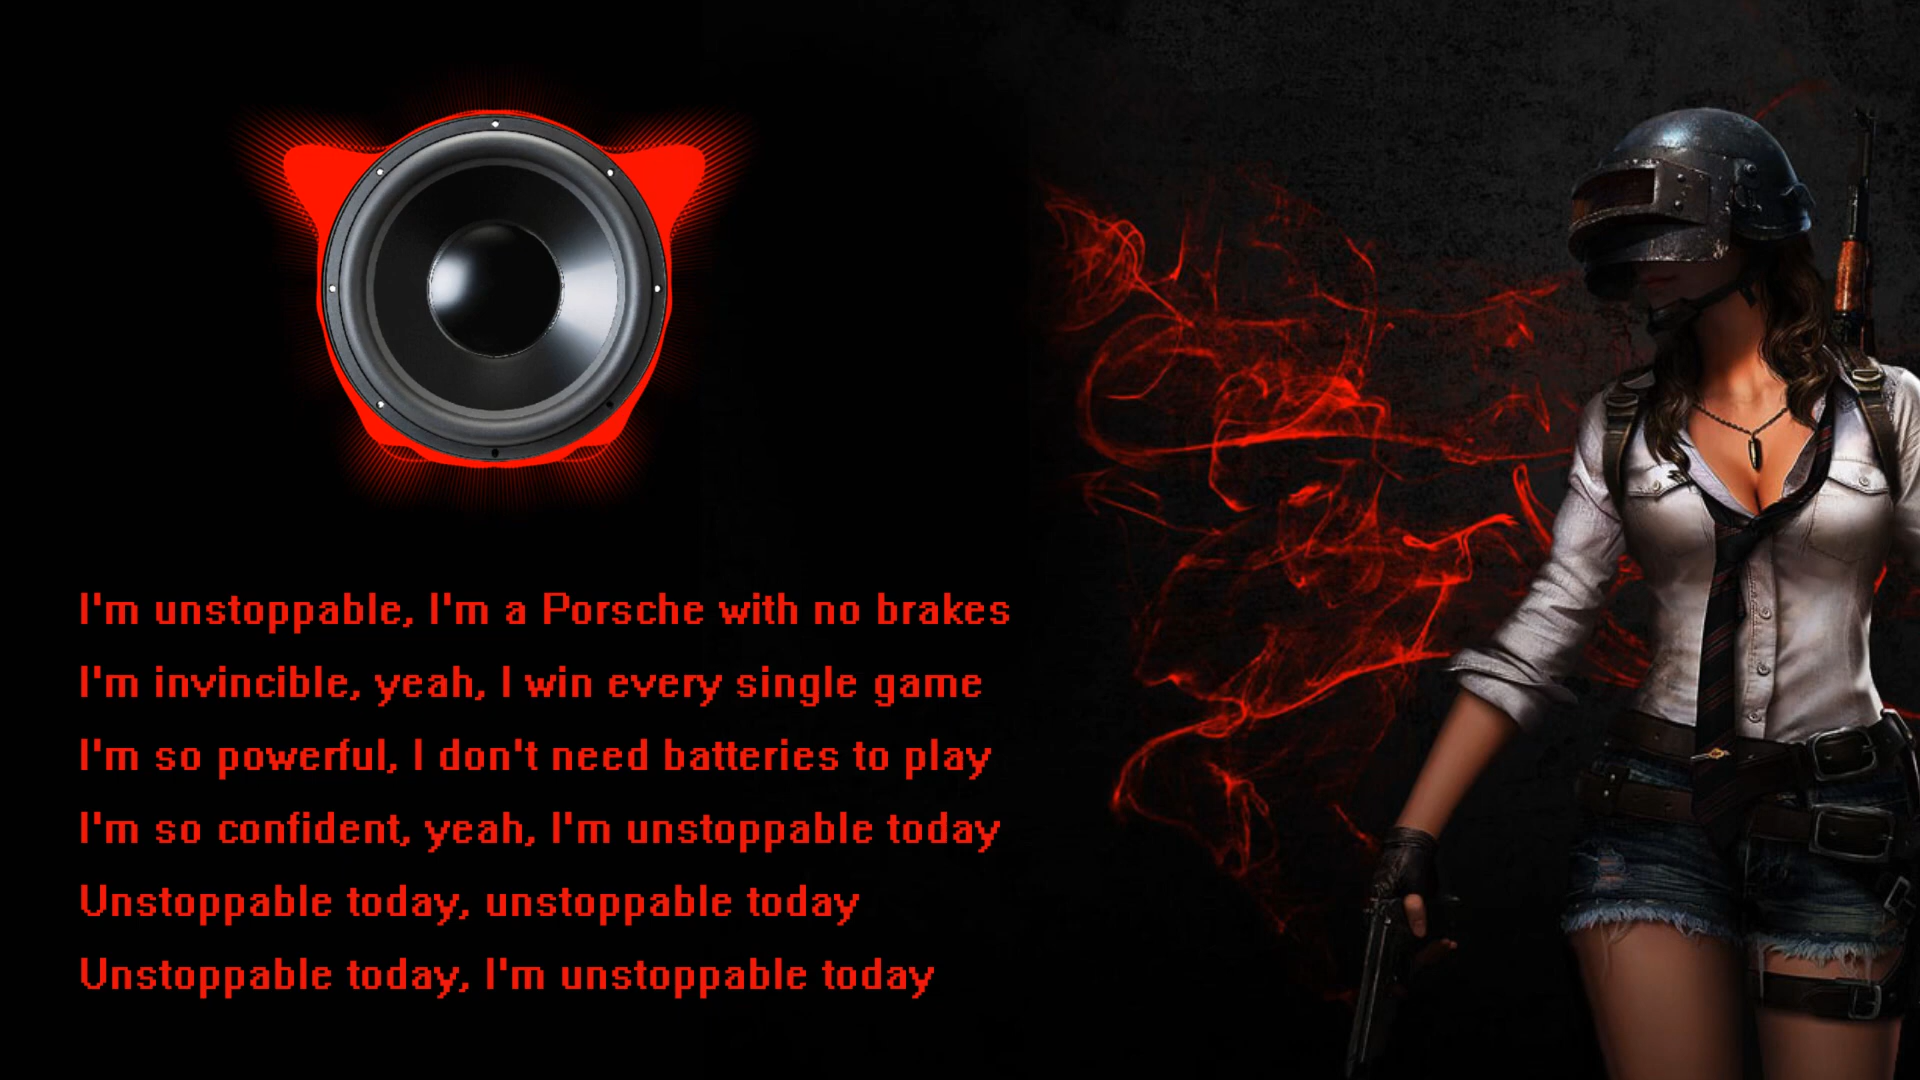 I'm unstoppable, I'm a Porsche with no brakes
I'm invincible, yeah, I win every single game
I'm so powerful, I don't need batteries to play
I'm so confident, yeah, I'm unstoppable today
Unstoppable today, unstoppable today
Unstoppable today, I'm unstoppable today